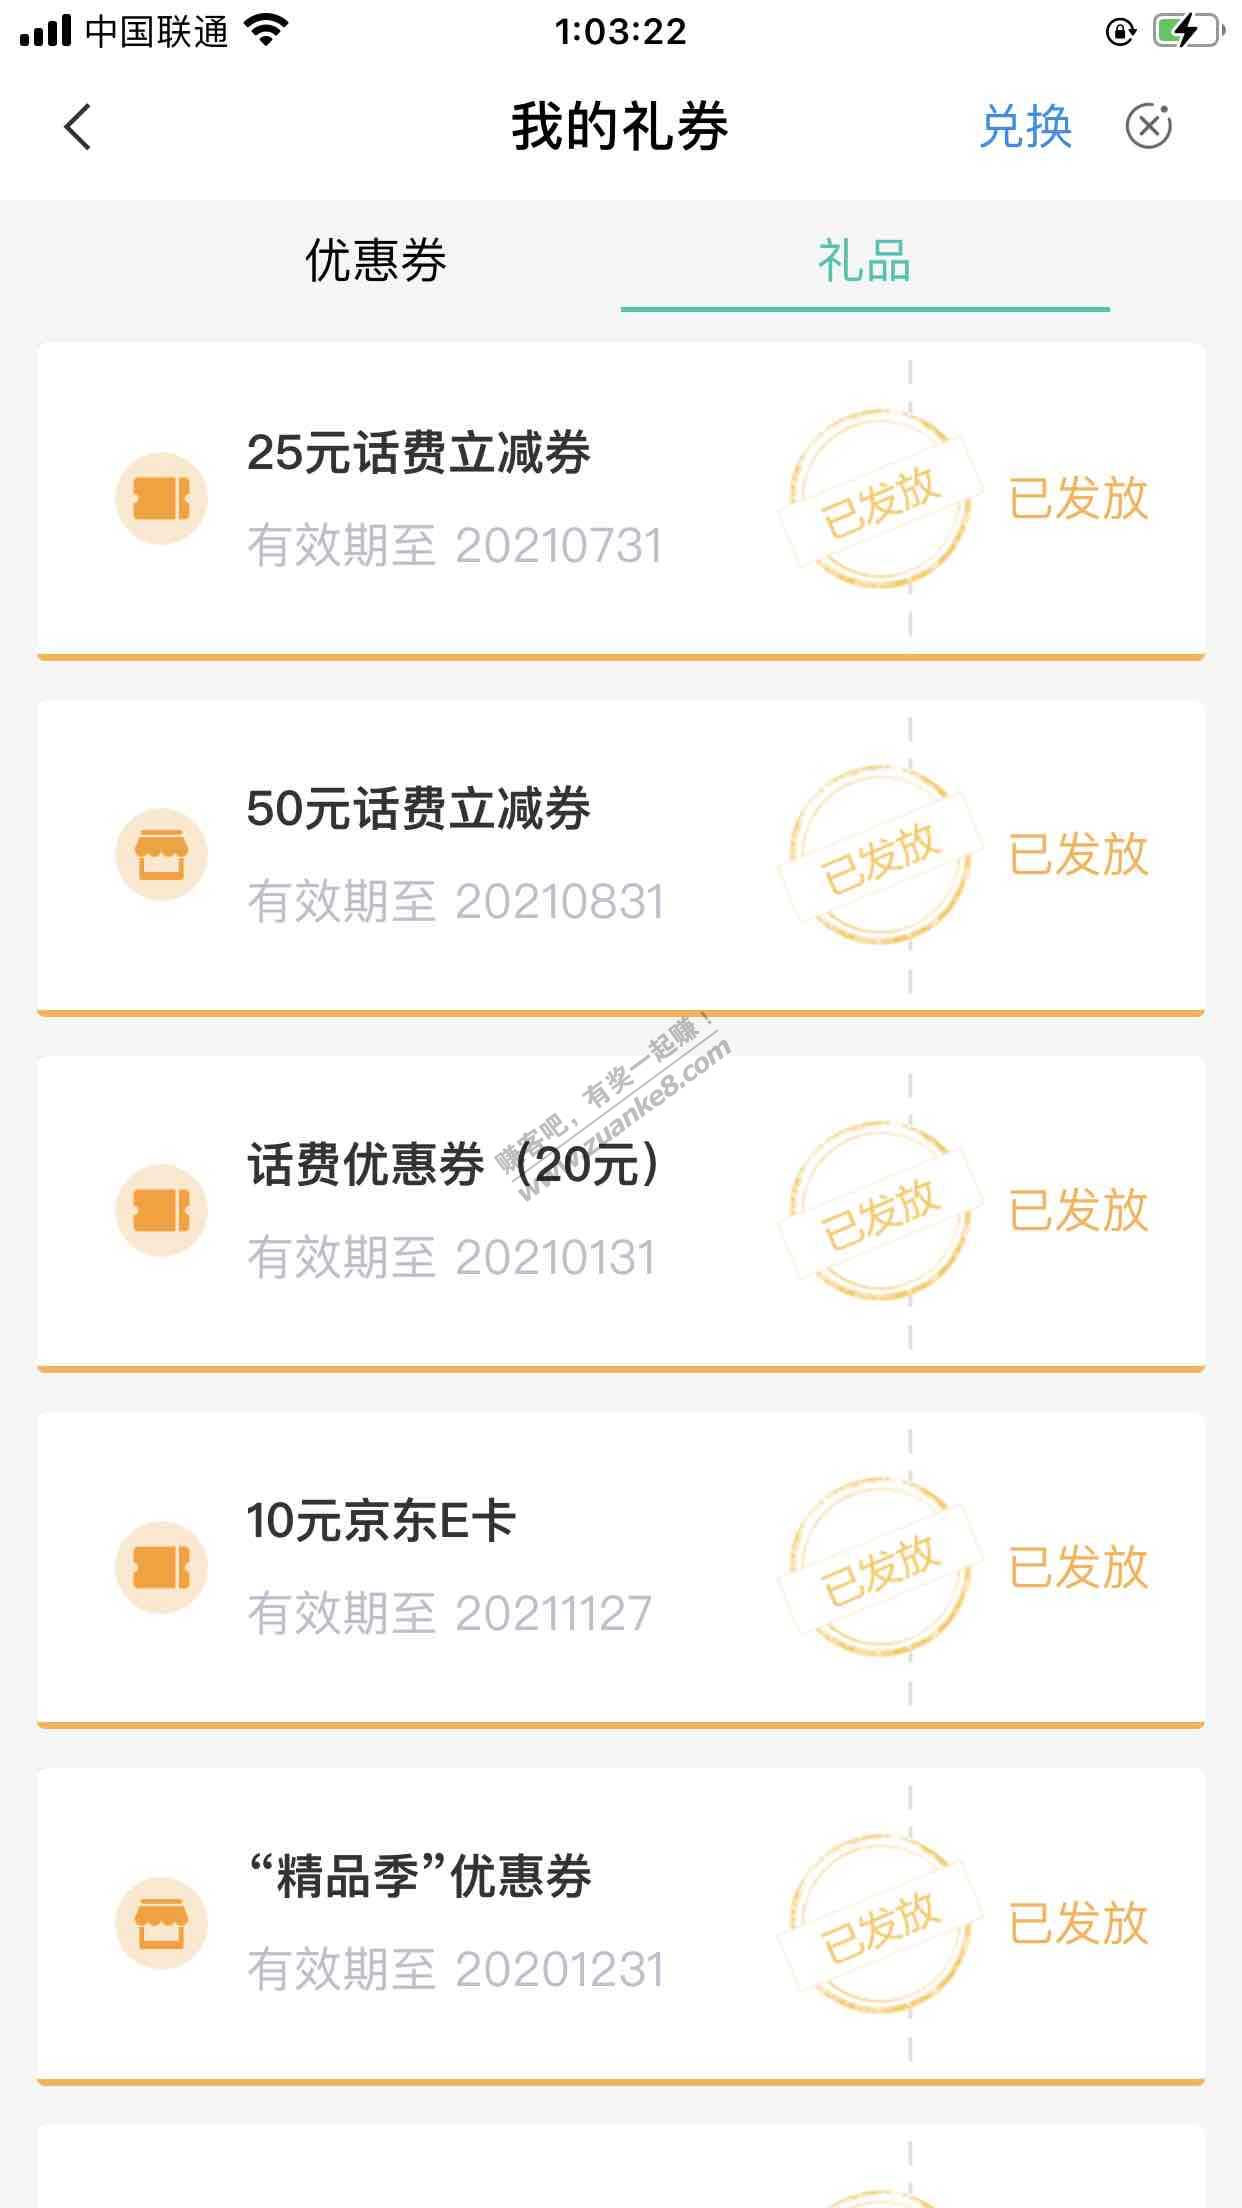 中国联通
1:03:22
我的礼券
兑换
优惠券
礼品
25元话费立减券
有效期至 20210731
已发放
已发放
50元话费立减券
有效期至 20210831
已发放
已发放
赚客吧，有奖一起赚！
www.zuanke8.com
话费优惠券（20元）
有效期至 20210131
已发放
已发放
10元京东E卡
有效期至 20211127
已发放
已发放
“精品季”优惠券
有效期至 20201231
已发放
已发放